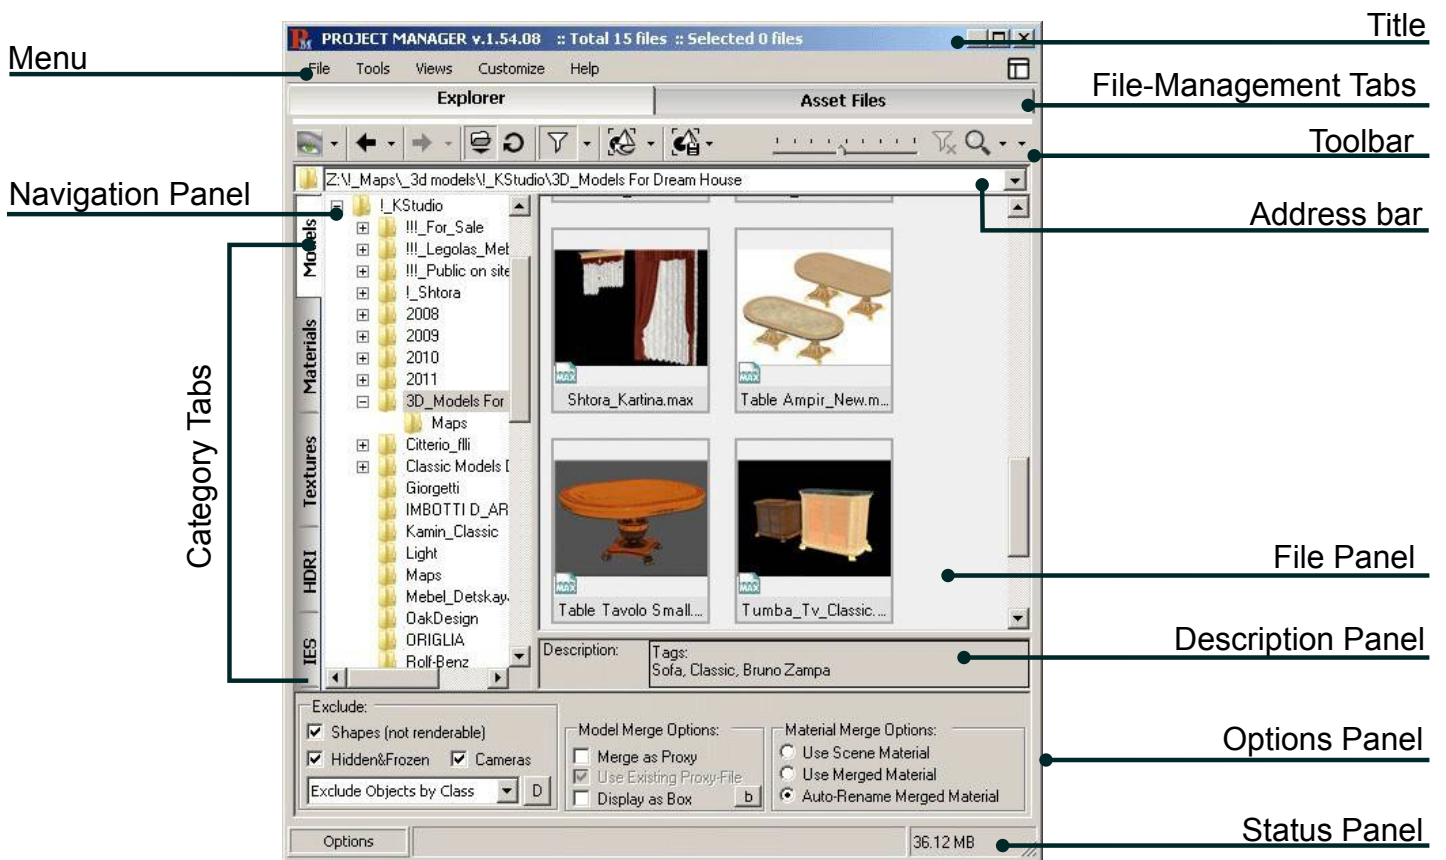 Title
PROJECT MANAGER v.1.54.08 :: Total 15 files :: Selected 0 files
Menu
File Tools Views Customize Help
File-Management Tabs
Explorer Asset Files
Toolbar
Z:\!_Maps\_3d models\!_KStudio\3D_Models For Dream House
Address bar
Navigation Panel
Category Tabs
Models
Materials
Textures
HDRI
IES
!_KStudio
!!!_For_Sale
!!!_Legolas_Met
!!!_Public on site
!_Shtora
2008
2009
2010
2011
3D_Models For
Maps
Citterio_flli
Classic Models
Giorgetti
IMBOTTI D_AR
Kamin_Classic
Light
Maps
Mebel_Detskay
OakDesign
ORIGLIA
Rolf-Benz
MAX
Shtora_Kartina.max
MAX
Table Ampir_New.m...
MAX
Table Tavolo Small...
MAX
Tumba_Tv_Classic....
File Panel
Description: Tags:
Sofa, Classic, Bruno Zampa
Description Panel
Exclude:
Shapes (not renderable)
Hidden&Frozen Cameras
Exclude Objects by Class D
Model Merge Options:
Merge as Proxy
Use Existing Proxy-File
Display as Box b
Material Merge Options:
Use Scene Material
Use Merged Material
Auto-Rename Merged Material
Options Panel
Options 36.12 MB
Status Panel